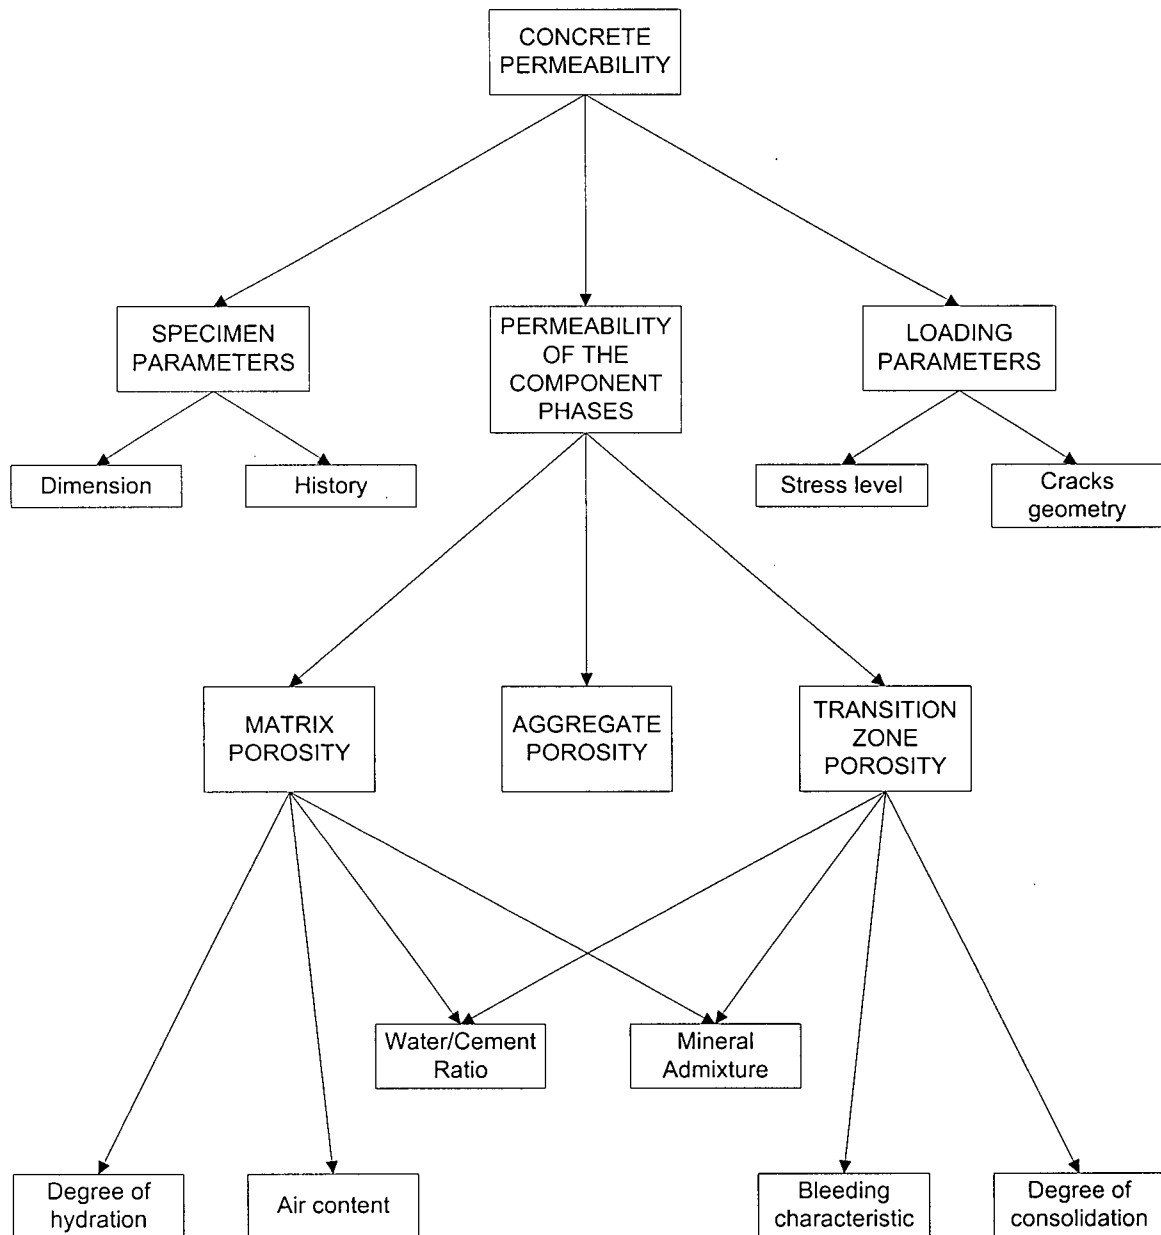 CONCRETE
PERMEABILITY
SPECIMEN
PARAMETERS
PERMEABILITY
OF THE
COMPONENT
PHASES
LOADING
PARAMETERS
Dimension
History
Stress level
Cracks
geometry
MATRIX
POROSITY
AGGREGATE
POROSITY
TRANSITION
ZONE
POROSITY
Water/Cement
Ratio
Mineral
Admixture
Degree of
hydration
Air content
Bleeding
characteristic
Degree of
consolidation